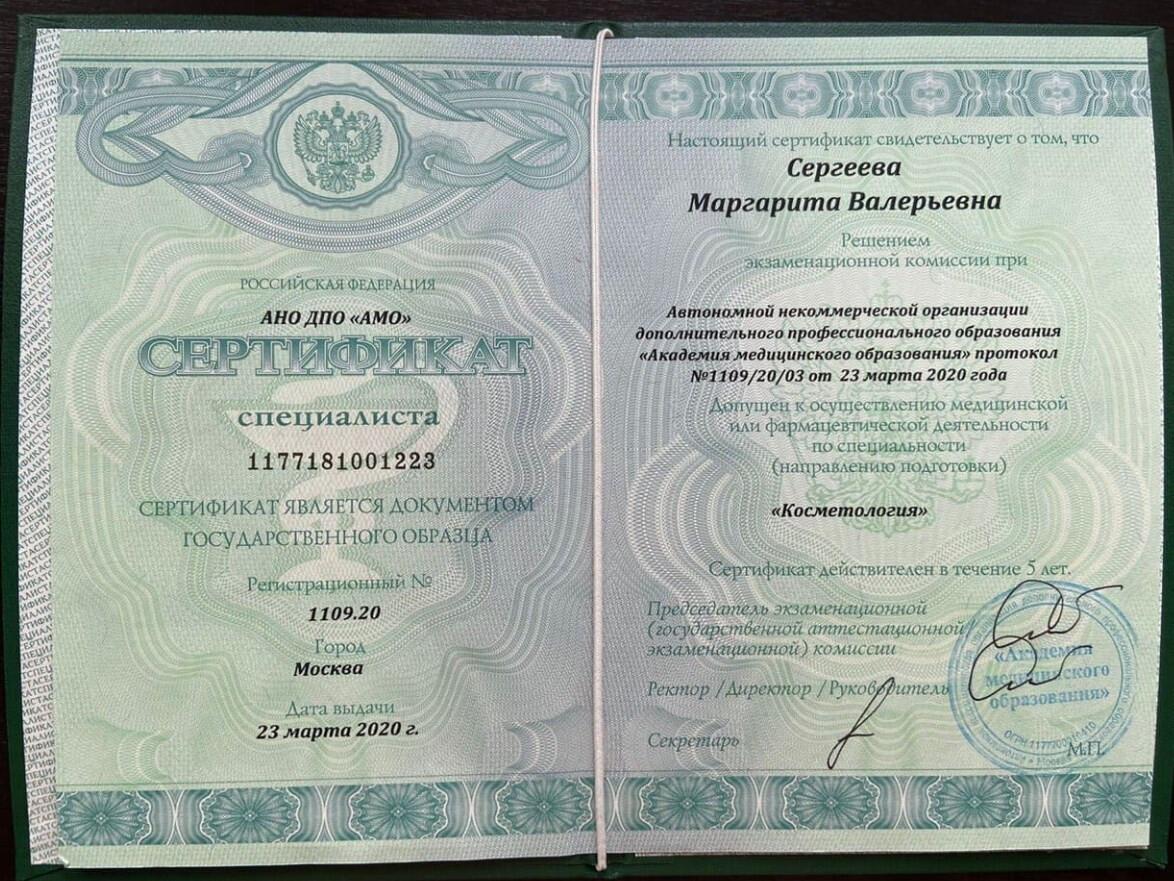 РОССИЙСКАЯ ФЕДЕРАЦИЯ
АНО ДПО «АМО»
СЕРТИФИКАТ
специалиста
1177181001223
СЕРТИФИКАТ ЯВЛЯЕТСЯ ДОКУМЕНТОМ
ГОСУДАРСТВЕННОГО ОБРАЗЦА
Регистрационный №
1109.20
Город
Москва
Дата выдачи
23 марта 2020 г.
Настоящий сертификат свидетельствует о том, что
Сергеева
Маргарита Валерьевна
Решением
экзаменационной комиссии при
Автономной некоммерческой организации
дополнительного профессионального образования
«Академия медицинского образования» протокол
№1109/20/03 от 23 марта 2020 года
Допущен к осуществлению медицинской
или фармацевтической деятельности
по специальности
(направлению подготовки)
«Косметология»
Сертификат действителен в течение 5 лет.
Председатель экзаменационной
(государственной аттестационной
экзаменационной) комиссии
Ректор /Директор /Руководитель
Секретарь
«Академия
медицинского
образования»
М.П.